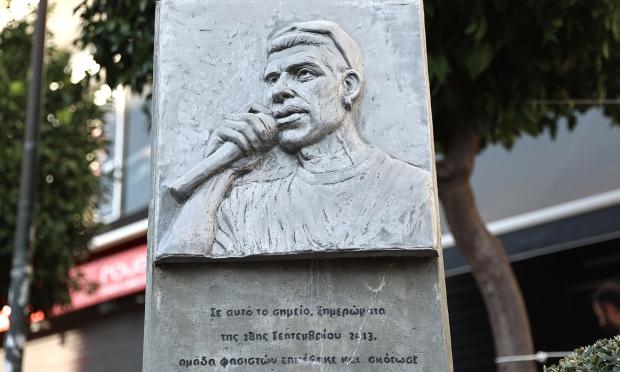 Σε αυτό το σημείο, ξημερώματα
της 18ης Σεπτεμβρίου 2013,
ομάδα φασιστών επιτέθηκε και σκότωσε